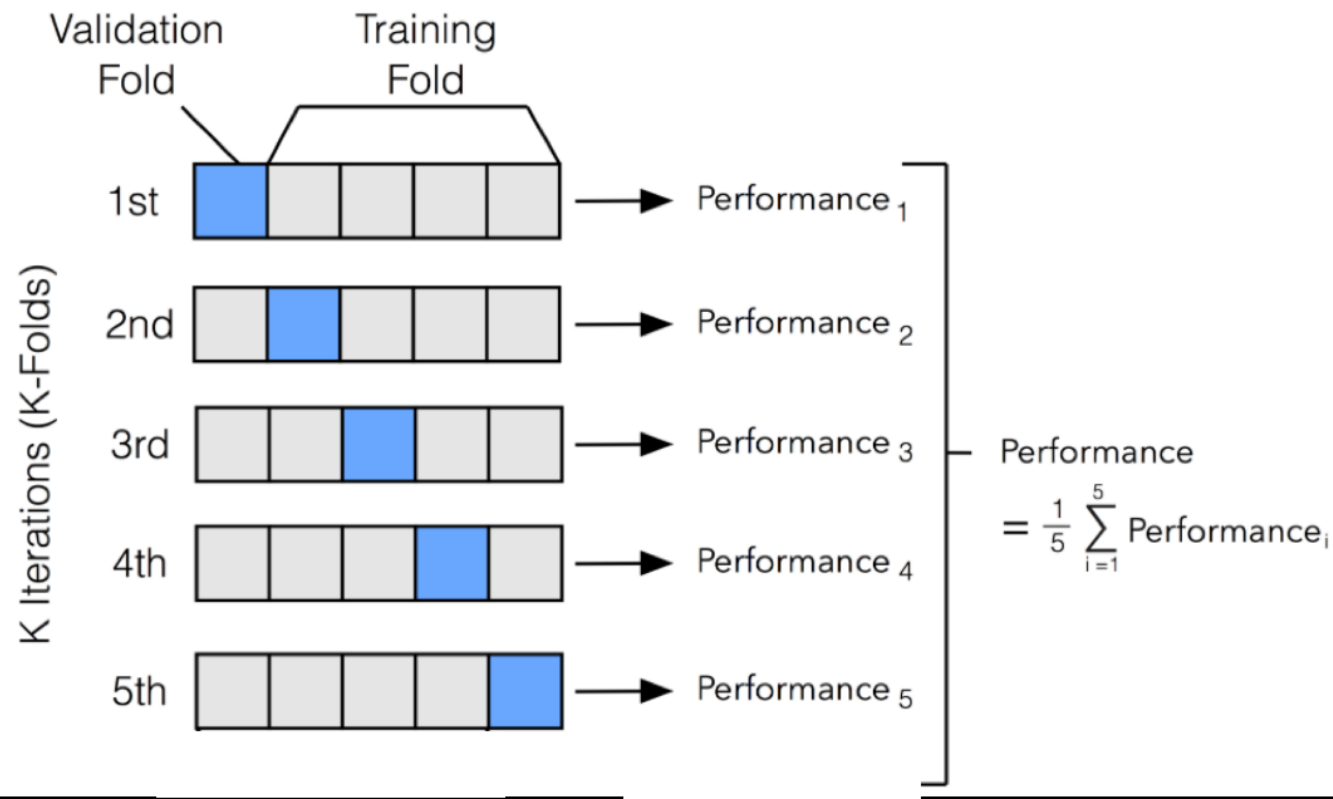 Validation
Fold
Training
Fold
K Iterations (K-Folds)
1st
Performance 1
2nd
Performance 2
3rd
Performance 3
4th
Performance 4
5th
Performance 5
Performance
= 1/5 5 ∑ i=1 Performance i